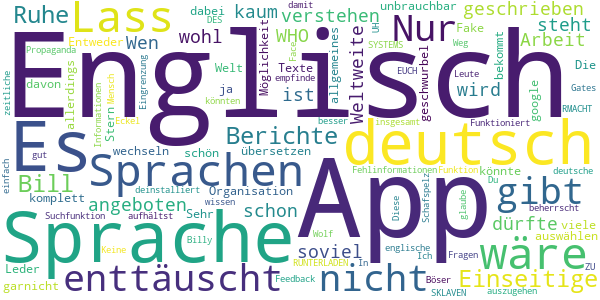 Ruhe Lass dabei DES kaum verstehen unbrauchbar geschrieben
Propaganda Entweder Wen wohl damit WHO Nur Fake steht
Englisch
zeitliche allerdings davon Informationen Stern ja Welt Texte Face Möglichkeit allgemeines Weltweite UH Weg geschwurbel Arbeit bekommt Die
Eckel Mensch Eingrenzung GB empfinde ist könnten SYSTEMS EUCH Leute wird google Gates RMACHT
Es gut wechseln schön Berichte besser insgesamt Funktioniert
einfach Bill Sprachen übersetzen App deutsch
komplett deinstalliert Organisation Fehlinformationen könnte deutsche
angeboten wissen Diese Schafspelz Funktion glaube gibt Du
Suchfunktion aufhältst Sehr schon beherrscht dürfte viele auswählen
Sprache Billy Wolf soviel englische Ich nicht wäre
Leder Keine Feedback RUNTERLADEN In Fragen
garnicht enttäuscht Böser SKLAVEN Einseitige auszugehen ZU